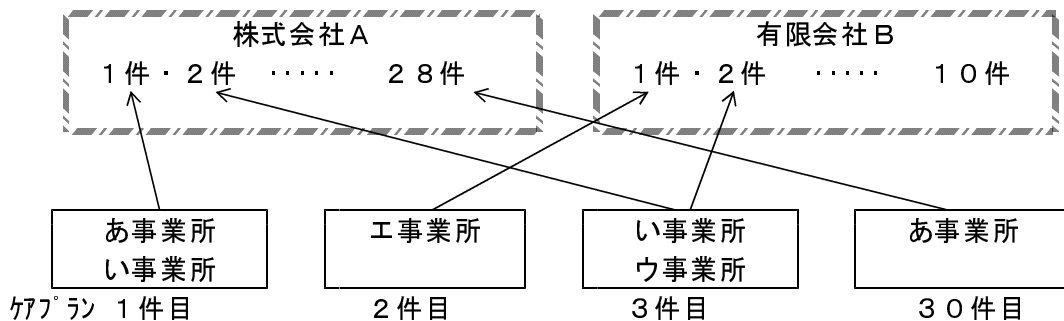 株式会社A
1件・2件 ‥‥‥ 28件
有限会社B
1件・2件 ‥‥‥ 10件
あ事業所
い事業所
エ事業所
い事業所
ウ事業所
あ事業所
ｹｱﾌﾟﾗﾝ 1件目
2件目
3件目
30件目